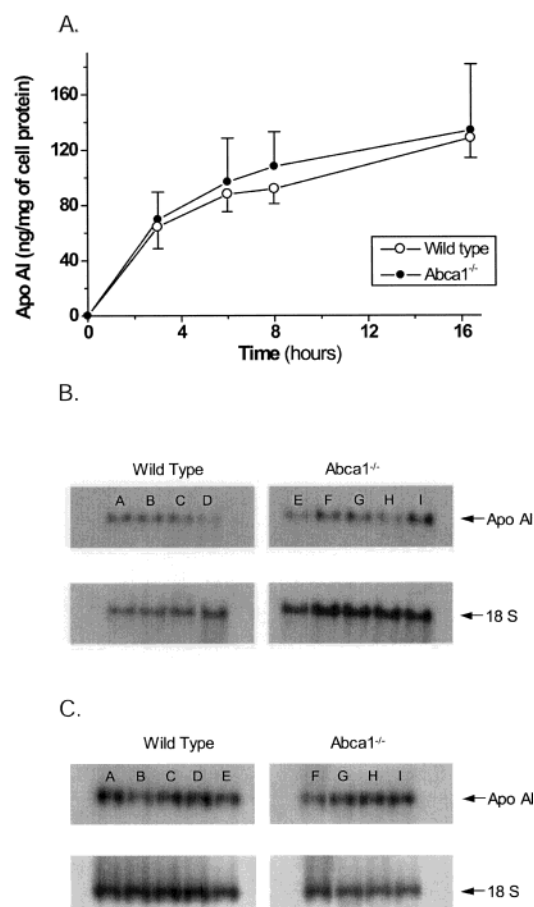 A.
Apo AI (ng/mg of cell protein)
160
120
80
40
0
0 4 8 12 16
Time (hours)
Wild type
Abca1-/-
B.
Wild Type Abca1-/-
A B C D E F G H I
Apo AI
18 S
C.
Wild Type Abca1-/-
A B C D E F G H I
Apo AI
18 S